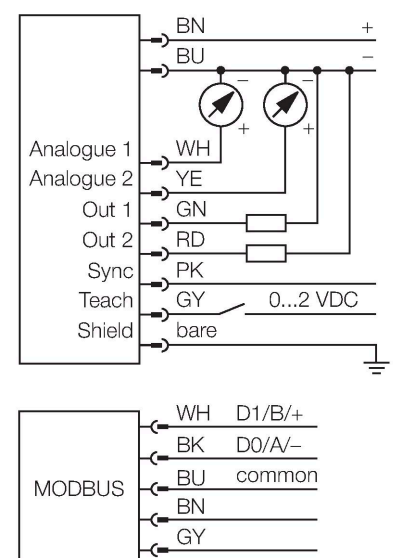 BN +
BU −
− −
+ +
Analogue 1 WH
Analogue 2 YE
Out 1 GN
Out 2 RD
Sync PK
Teach GY 0...2 VDC
Shield bare
WH D1/B/+
BK D0/A/−
BU common
MODBUS
BN
GY